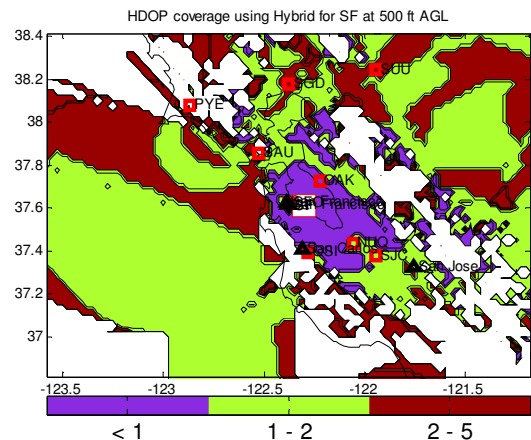 HDOP coverage using Hybrid for SF at 500 ft AGL
38.4
38.2
38
37.8
37.6
37.4
37.2
37
SUU
SGD
PYE
SAU
OAK
San Francisco
San Carlos
SJC
San Jose
-123.5
-123
-122.5
-122
-121.5
< 1
1 - 2
2 - 5